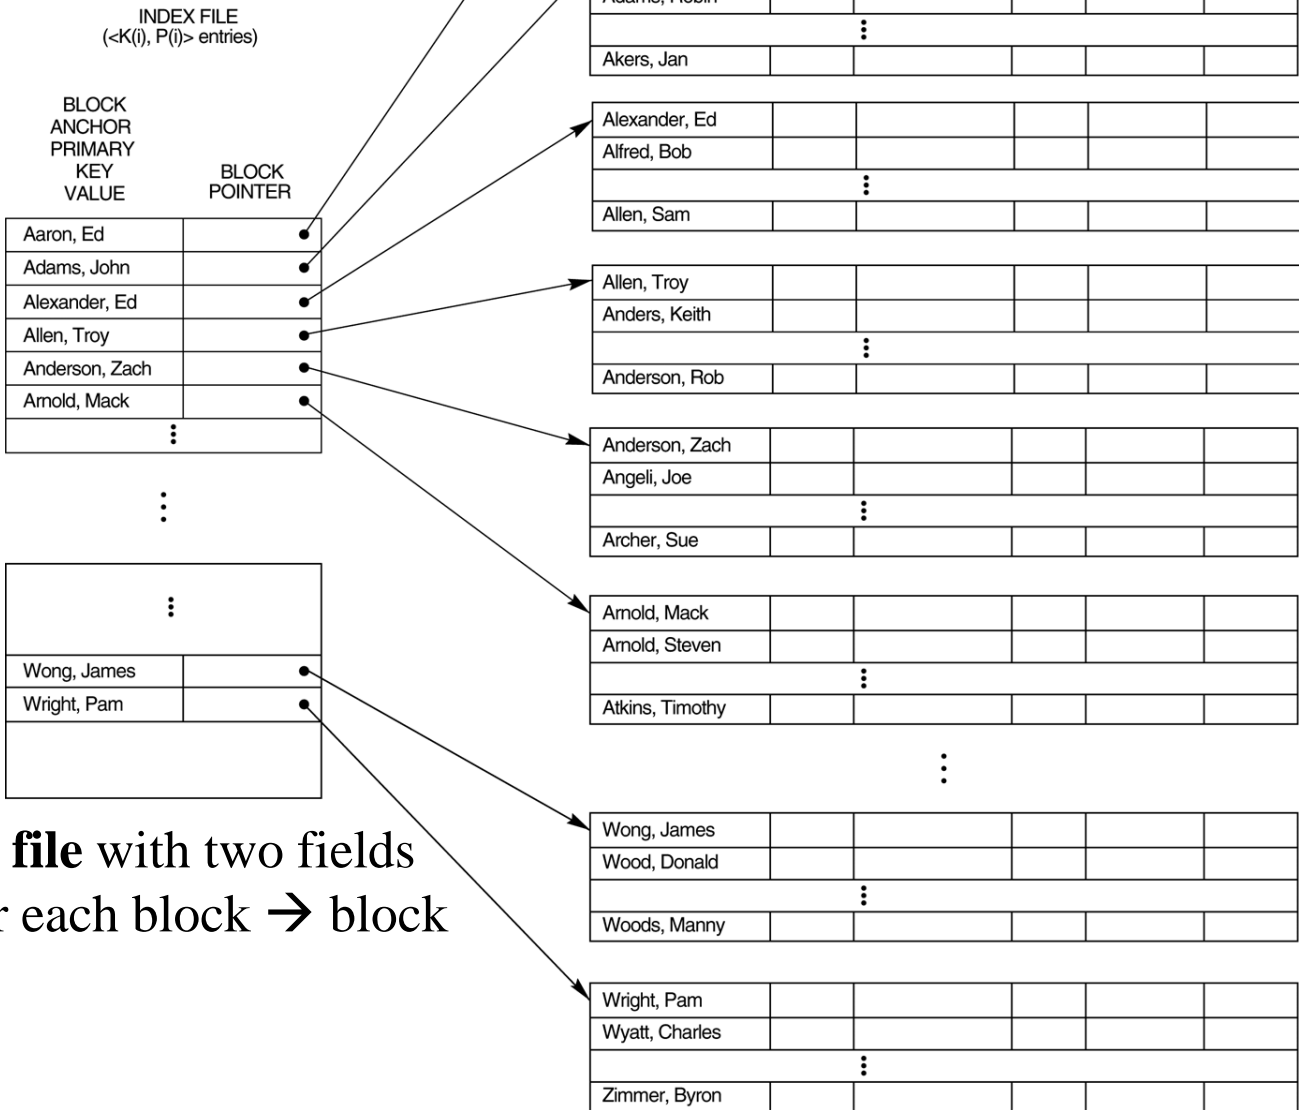 INDEX FILE
(<K(i), P(i)> entries)
BLOCK
ANCHOR
PRIMARY
KEY
VALUE
BLOCK
POINTER
Aaron, Ed
Adams, John
Alexander, Ed
Allen, Troy
Anderson, Zach
Arnold, Mack
Wong, James
Wright, Pam
file with two fields
each block → block
Akers, Jan
Alexander, Ed
Alfred, Bob
Allen, Sam
Allen, Troy
Anders, Keith
Anderson, Rob
Anderson, Zach
Angeli, Joe
Archer, Sue
Arnold, Mack
Arnold, Steven
Atkins, Timothy
Wong, James
Wood, Donald
Woods, Manny
Wright, Pam
Wyatt, Charles
Zimmer, Byron